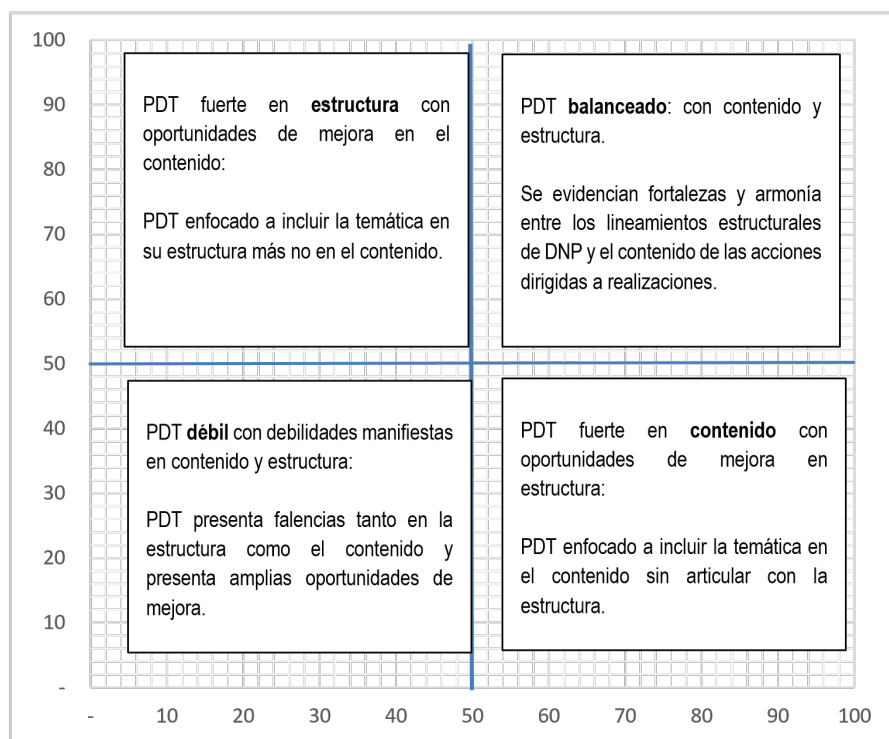 100
90
80
70
60
50
40
30
20
10
-
PDT fuerte en estructura con
oportunidades de mejora en el
contenido:
PDT enfocado a incluir la temática en
su estructura más no en el contenido.
PDT balanceado: con contenido y
estructura.
Se evidencian fortalezas y armonía
entre los lineamientos estructurales
de DNP y el contenido de las acciones
dirigidas a realizaciones.
PDT débil con debilidades manifiestas
en contenido y estructura:
PDT presenta falencias tanto en la
estructura como el contenido y
presenta amplias oportunidades de
mejora.
PDT fuerte en contenido con
oportunidades de mejora en
estructura:
PDT enfocado a incluir la temática en
el contenido sin articular con la
estructura.
- 10 20 30 40 50 60 70 80 90 100